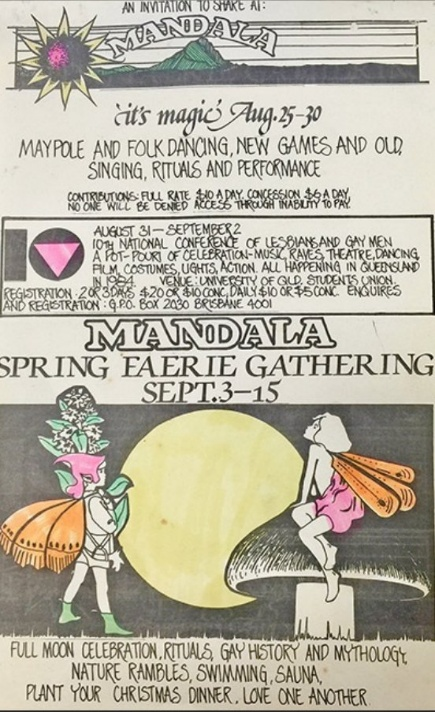 AN INVITATION TO SHARE AT:
MANDALA
'it's magic' Aug. 25-30
MAYPOLE AND FOLK DANCING, NEW GAMES AND OLD,
SINGING, RITUALS AND PERFORMANCE
CONTRIBUTIONS: FULL RATE $10 A DAY, CONCESSION $6 A DAY,
NO ONE WILL BE DENIED ACCESS THROUGH INABILITY TO PAY.
10
AUGUST 31 — SEPTEMBER 2
10TH NATIONAL CONFERENCE OF LESBIANS AND GAY MEN
A POT-POURI OF CELEBRATION-MUSIC, RAVES, THEATRE, DANCING,
FILM, COSTUMES, LIGHTS, ACTION. ALL HAPPENING IN QUEENSLAND
IN 1984. VENUE: UNIVERSITY OF QLD. STUDENTS UNION.
REGISTRATION - 2 OR 3 DAYS $20 OR $10 CONC, DAILY $10 OR $5 CONC. ENQUIRES
AND REGISTRATION: G.P.O. BOX 2030 BRISBANE 4001
MANDALA
SPRING FAERIE GATHERING
SEPT. 3-15
FULL MOON CELEBRATION, RITUALS, GAY HISTORY AND MYTHOLOGY,
NATURE RAMBLES, SWIMMING, SAUNA,
PLANT YOUR CHRISTMAS DINNER. LOVE ONE ANOTHER